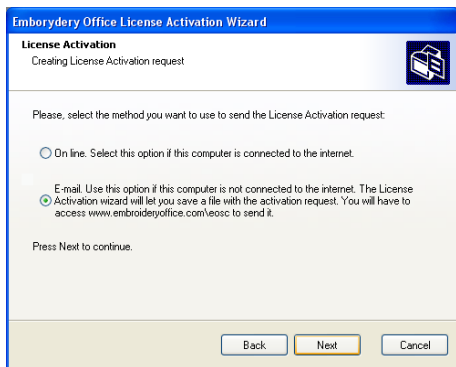 Emborydery Office License Activation Wizard
License Activation
Creating License Activation request
Please, select the method you want to use to send the License Activation request:
On line. Select this option if this computer is connected to the internet.
E-mail. Use this option if this computer is not connected to the internet. The License
Activation wizard will let you save a file with the activation request. You will have to
access www.embroideryoffice.com\eosc to send it.
Press Next to continue.
Back Next Cancel